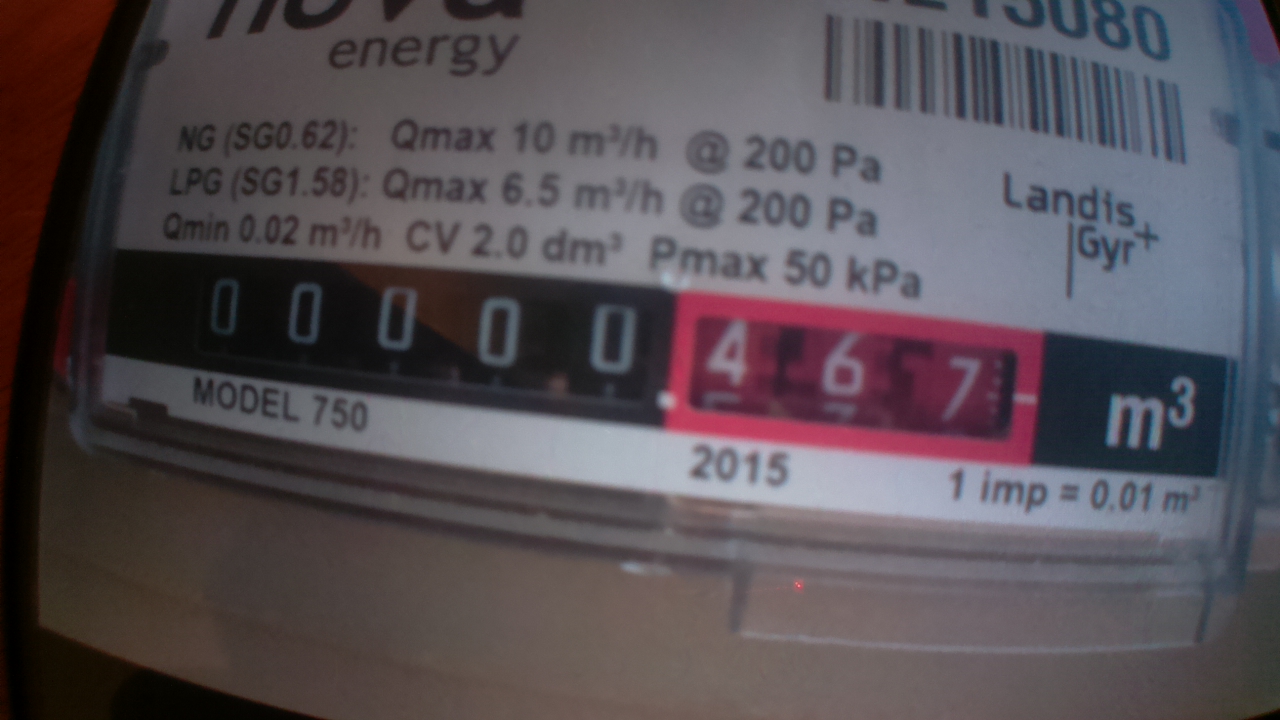 nova
energy
213080
NG (SG0.62): Qmax 10 m³/h @ 200 Pa
LPG (SG1.58): Qmax 6.5 m³/h @ 200 Pa
Qmin 0.02 m³/h CV 2.0 dm³ Pmax 50 kPa
Landis
Gyr+
00000 467 m³
MODEL 750
2015
1 imp = 0.01 m³